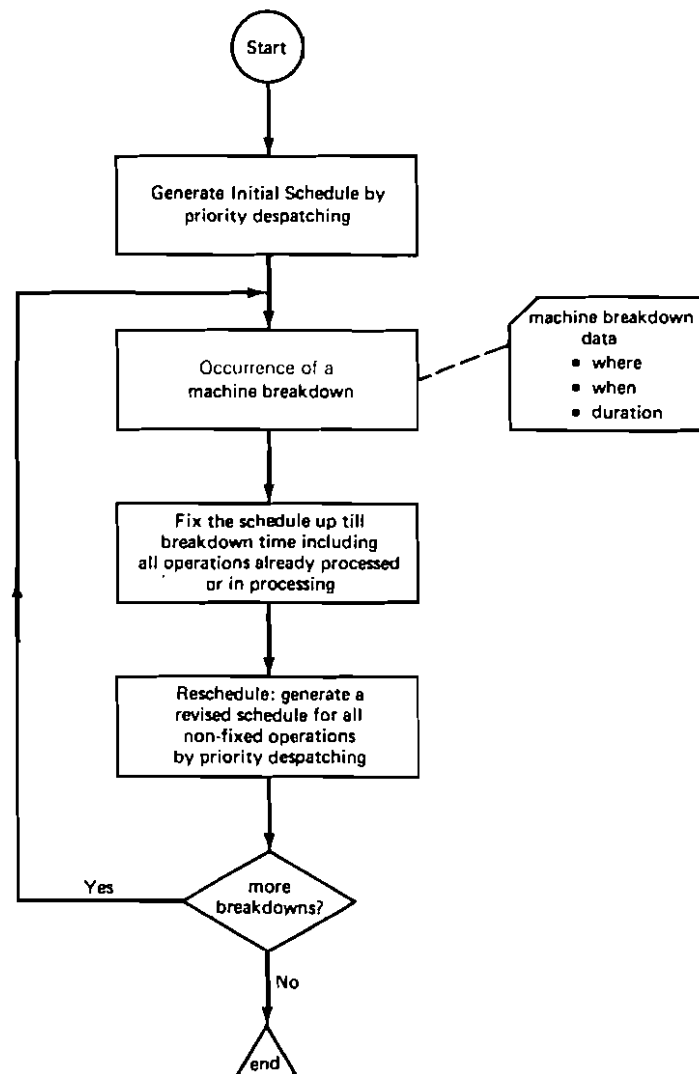 Start
Generate Initial Schedule by
priority despatching
Occurrence of a
machine breakdown
machine breakdown
data
• where
• when
• duration
Fix the schedule up till
breakdown time including
all operations already processed
or in processing
Reschedule: generate a
revised schedule for all
non-fixed operations
by priority despatching
Yes
more
breakdowns?
No
end